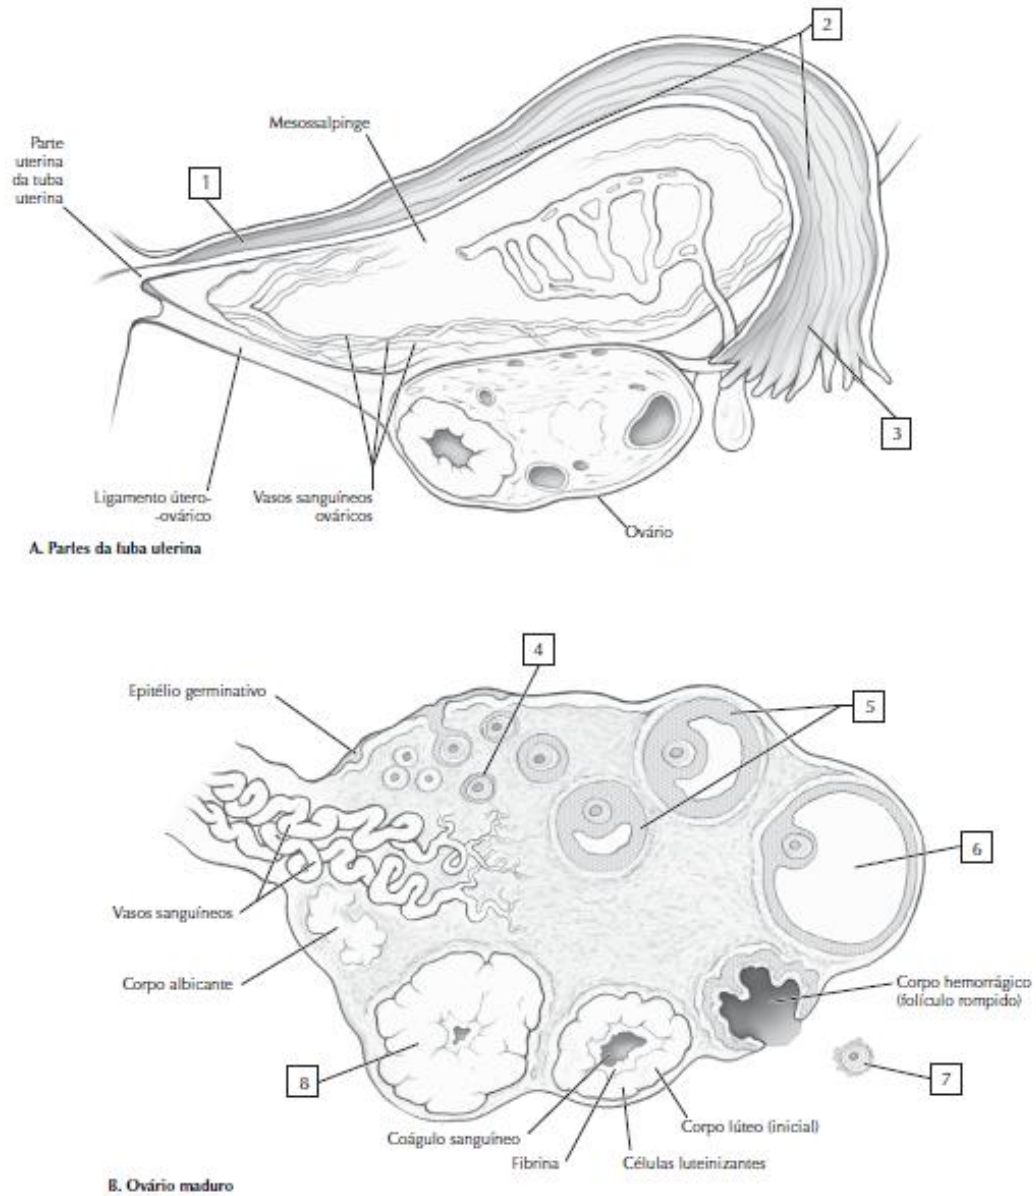 2
Mesossalpinge
Parte
uterina
da tuba
uterina
1
3
Ligamento útero-
-ovárico
Vasos sanguíneos
ováricos
Ovário
A. Partes da tuba uterina
4
Epitélio germinativo
5
6
Vasos sanguíneos
Corpo albicante
Corpo hemorrágico
(folículo rompido)
8
7
Coágulo sanguíneo
Corpo lúteo (inicial)
Fibrina
Células luteinizantes
B. Ovário maduro